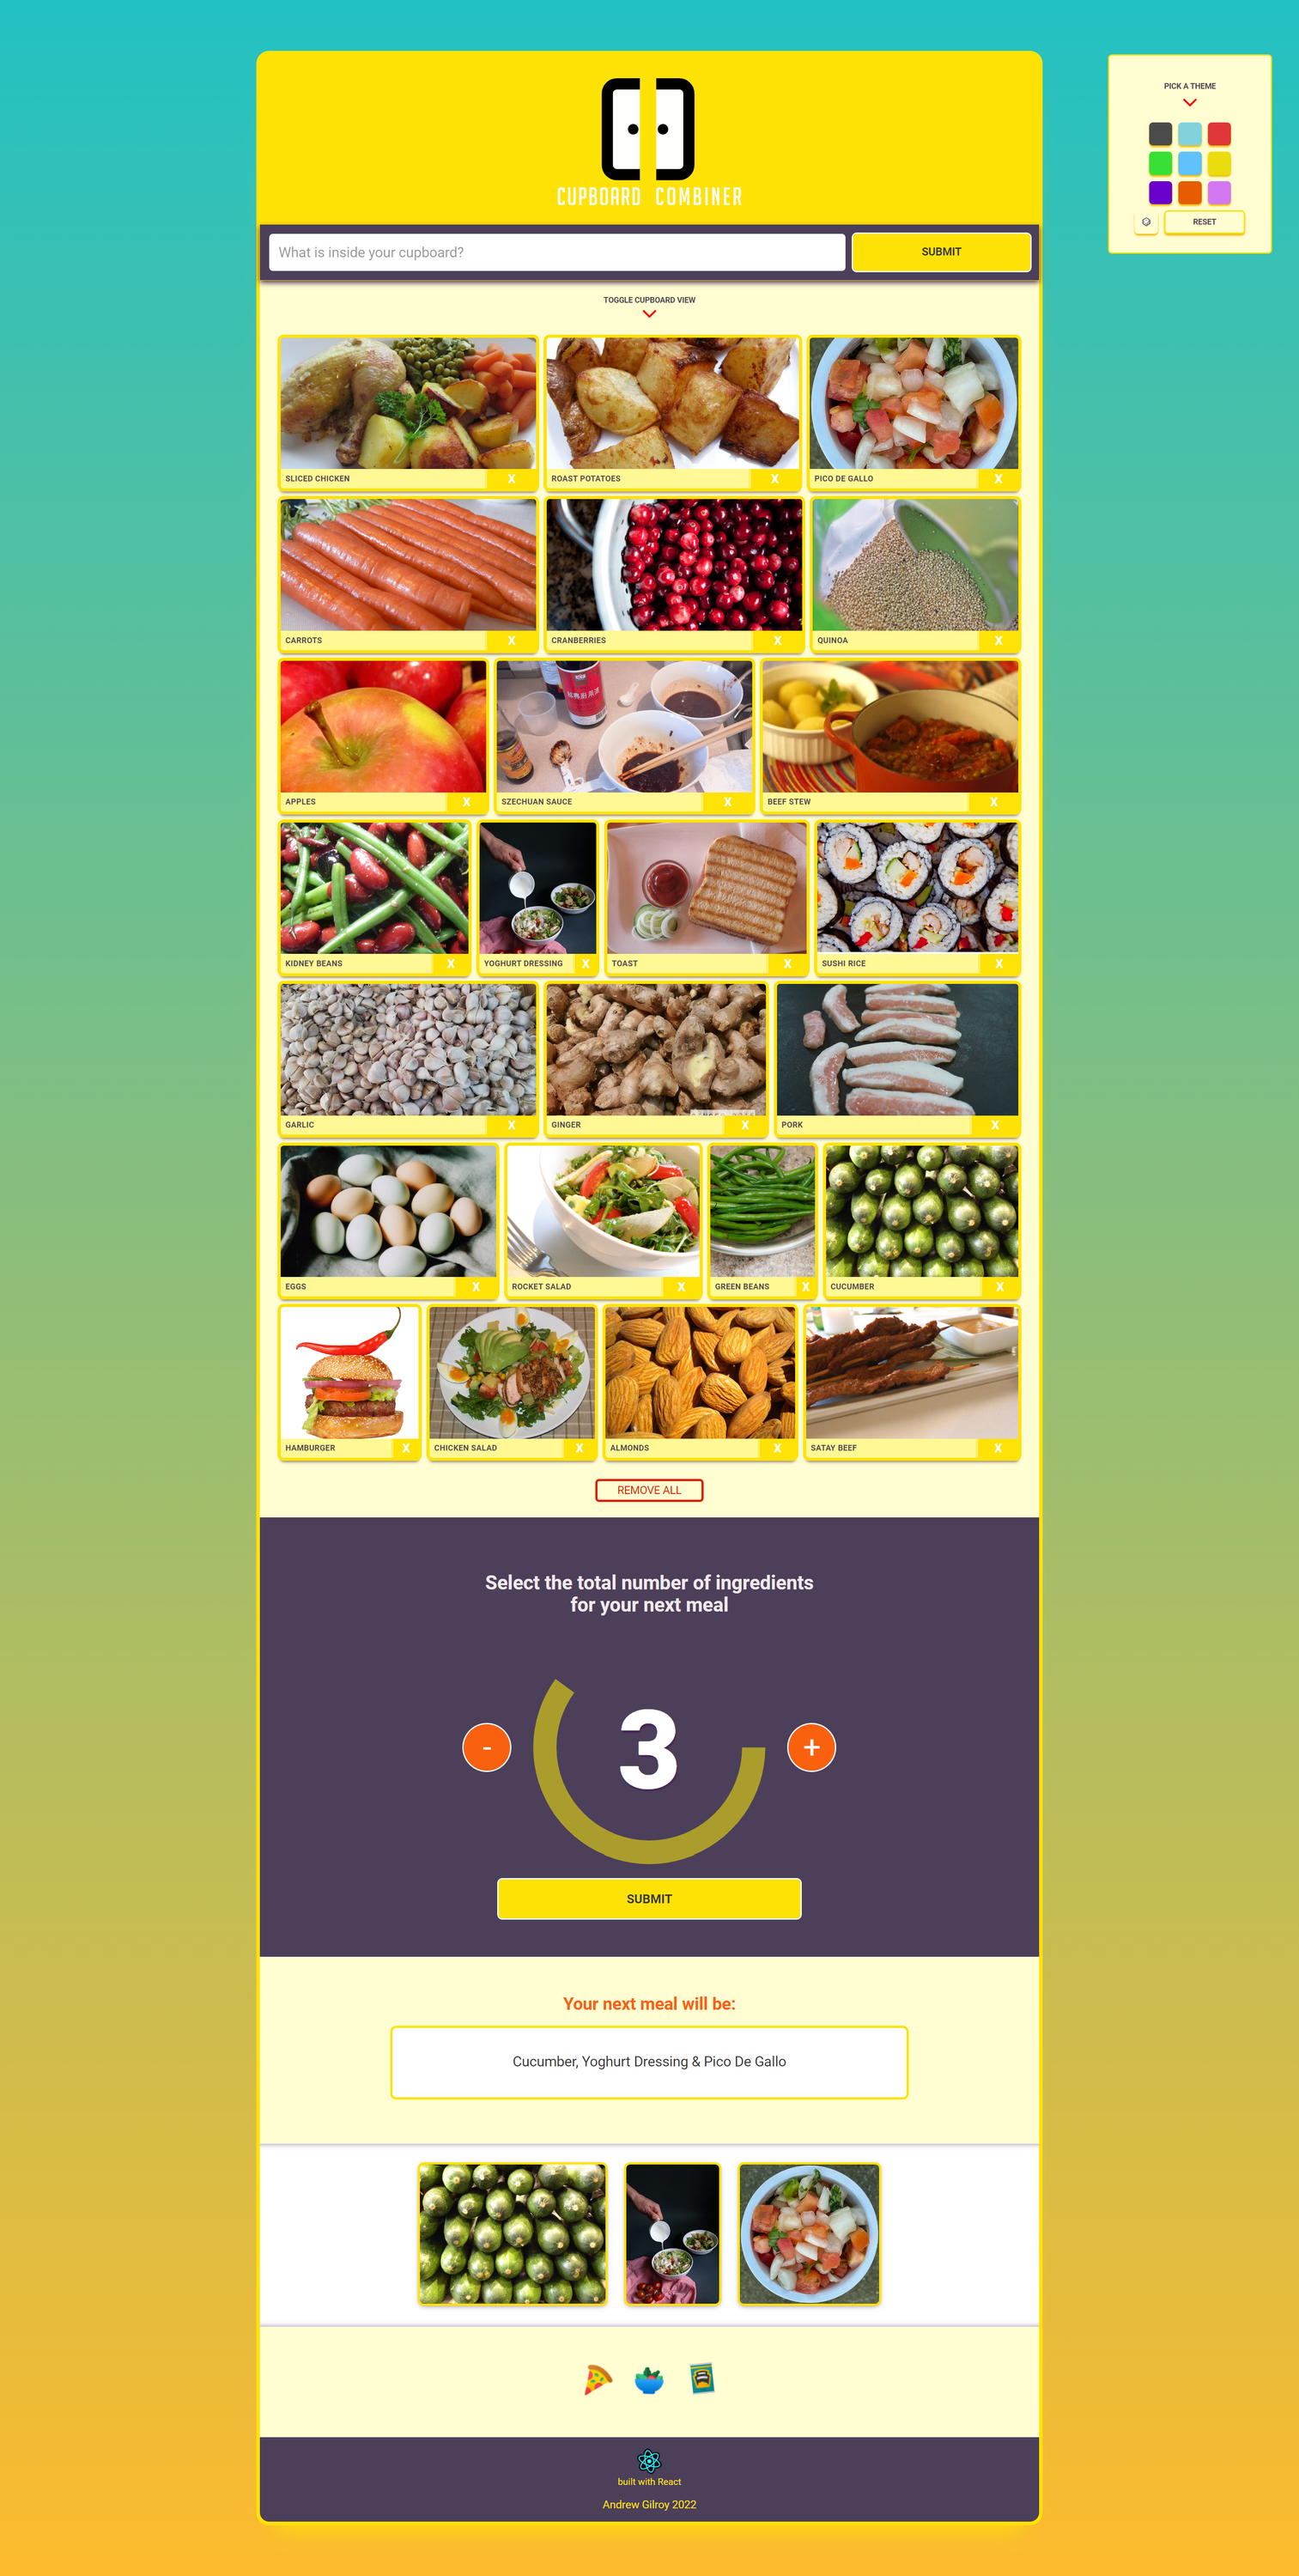 CUPBOARD COMBINER
PICK A THEME
RESET
What is inside your cupboard?
SUBMIT
TOGGLE CUPBOARD VIEW
SLICED CHICKEN X
ROAST POTATOES X
PICO DE GALLO X
CARROTS X
CRANBERRIES X
QUINOA X
APPLES X
SZECHUAN SAUCE X
BEEF STEW X
KIDNEY BEANS X
YOGHURT DRESSING X
TOAST X
SUSHI RICE X
GARLIC X
GINGER X
PORK X
EGGS X
ROCKET SALAD X
GREEN BEANS X
CUCUMBER X
HAMBURGER X
CHICKEN SALAD X
ALMONDS X
SATAY BEEF X
REMOVE ALL
Select the total number of ingredients
for your next meal
- 3 +
SUBMIT
Your next meal will be:
Cucumber, Yoghurt Dressing & Pico De Gallo
built with React
Andrew Gilroy 2022